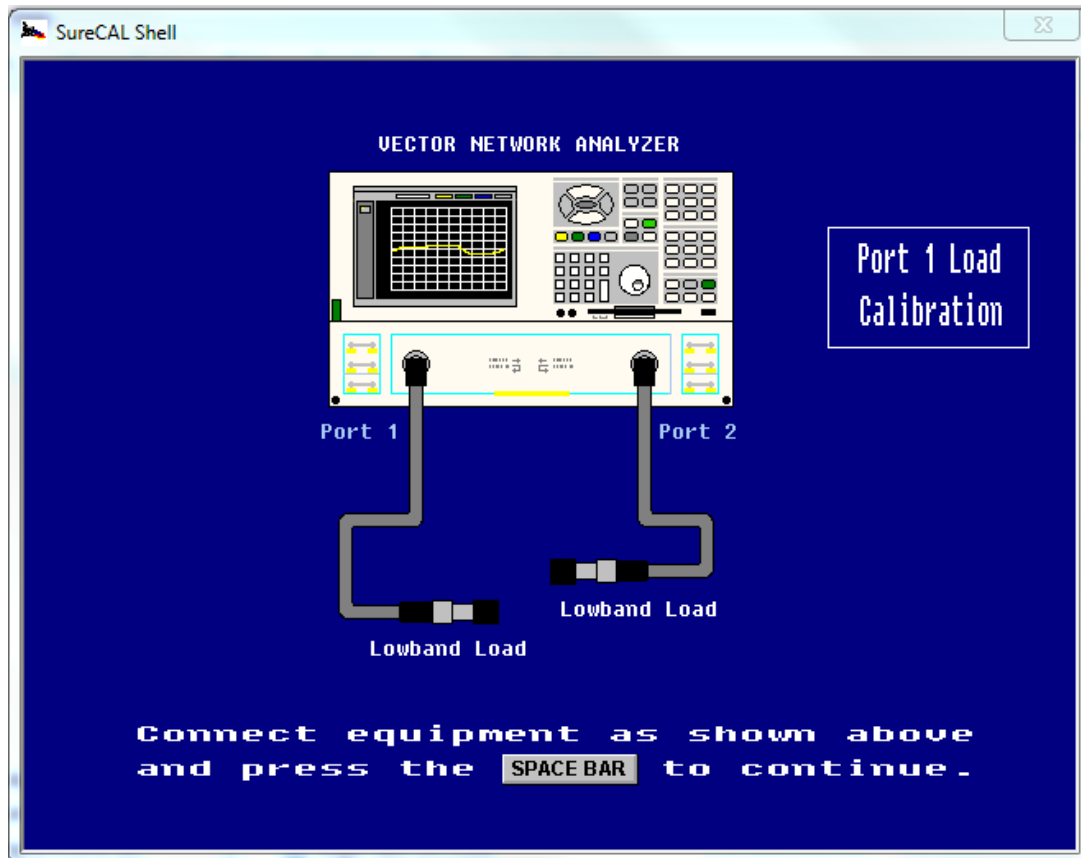 SureCAL Shell
VECTOR NETWORK ANALYZER
Port 1 Load
Calibration
Port 1
Port 2
Lowband Load
Lowband Load
Connect equipment as shown above
and press the SPACE BAR to continue.